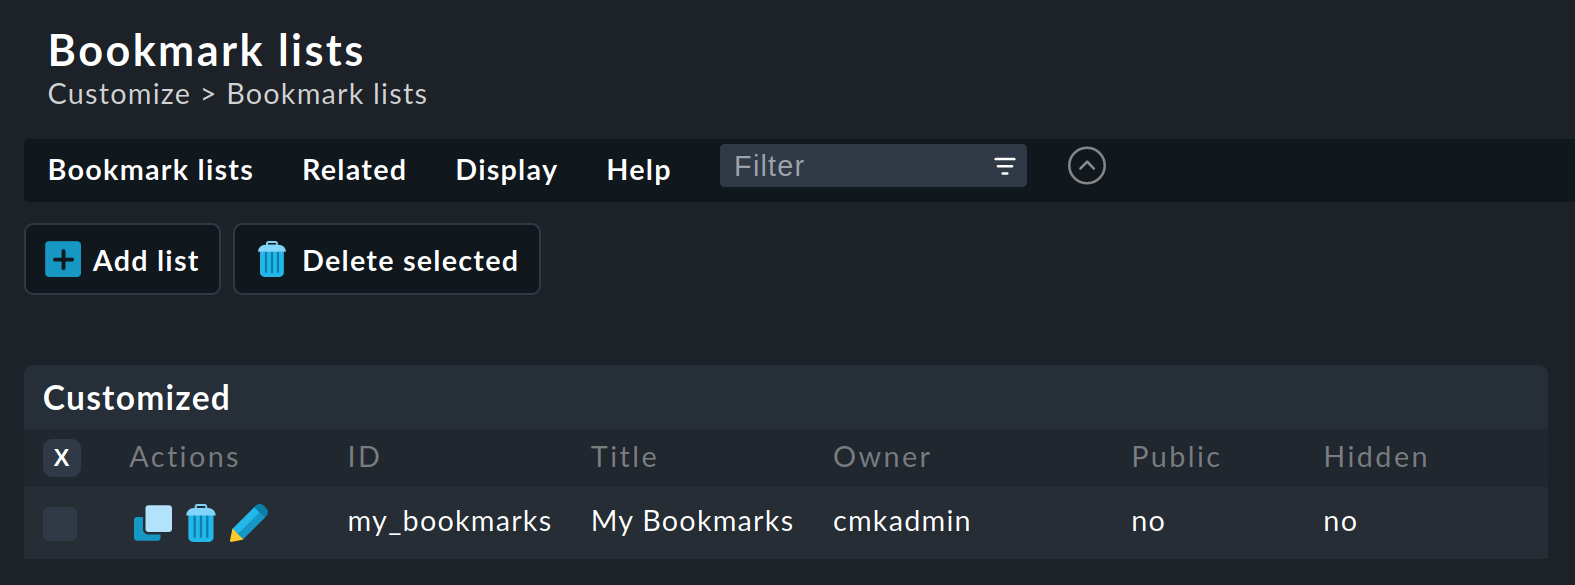 Bookmark lists
Customize > Bookmark lists
Bookmark lists Related Display Help Filter
Add list Delete selected
Customized
X Actions ID Title Owner Public Hidden
my_bookmarks My Bookmarks cmkadmin no no